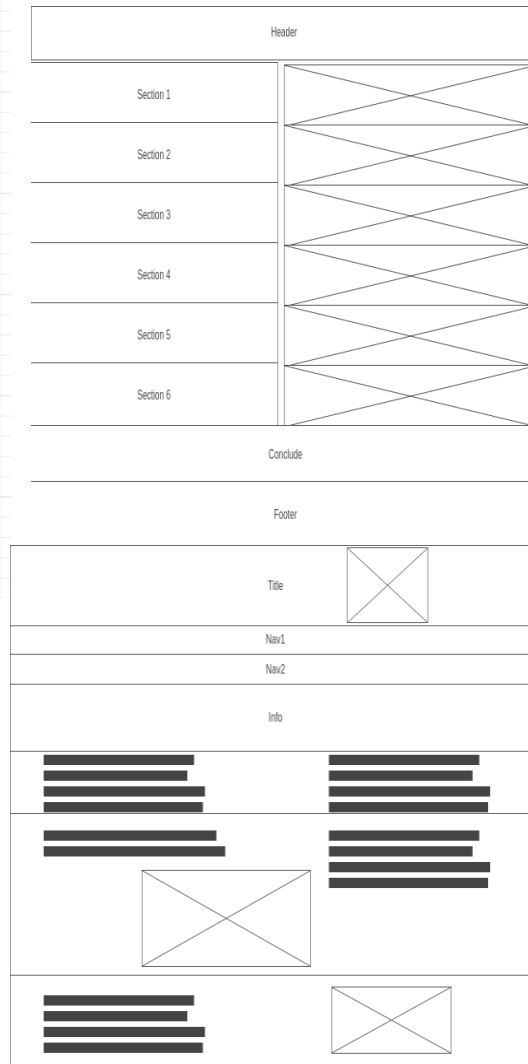 Header
Section 1
Section 2
Section 3
Section 4
Section 5
Section 6
Conclude
Footer
Title
Nav1
Nav2
Info